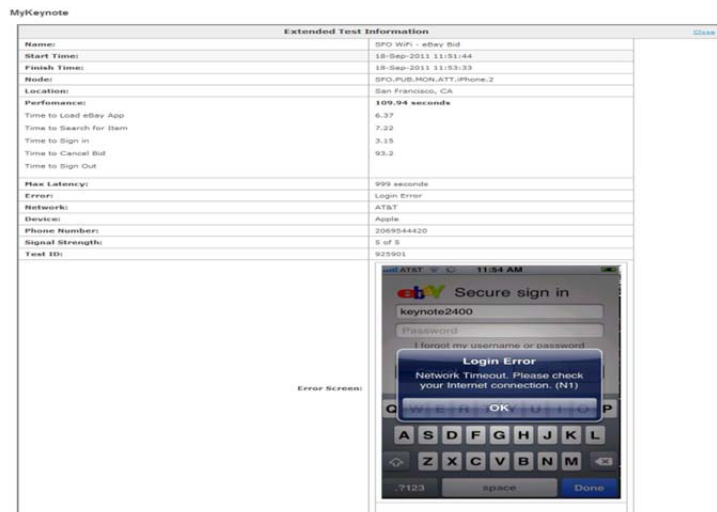 MyKeynote
Extended Test Information
Close
Name: SFO WiFi - eBay Bid
Start Time: 18-Sep-2011 11:51:44
Finish Time: 18-Sep-2011 11:53:33
Node: SFO.PUB.MON.ATT.iPhone.2
Location: San Francisco, CA
Perfomance: 109.94 seconds
Time to Load eBay App 6.37
Time to Search for Item 7.22
Time to Sign in 3.15
Time to Cancel Bid 93.2
Time to Sign Out
Max Latency: 999 seconds
Error: Login Error
Network: AT&T
Device: Apple
Phone Number: 2069544420
Signal Strength: 5 of 5
Test ID: 925901
AT&T 11:54 AM
ebay Secure sign in
keynote2400
Password
I forgot my username or password
Login Error
Network Timeout. Please check
your Internet connection. (N1)
Error Screen:
OK
Q W E R T Y U I O P
A S D F G H J K L
Z X C V B N M
.?123 space Done